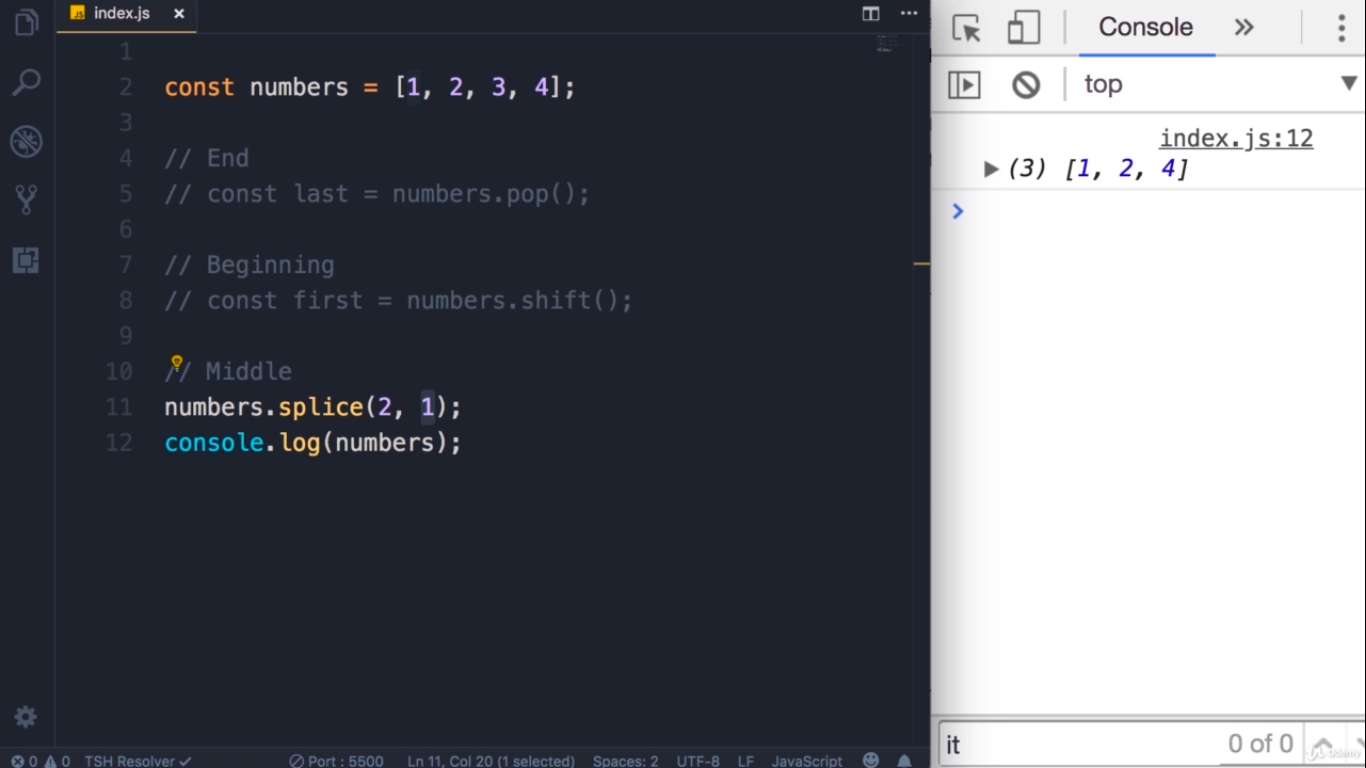 JS index.js ×
1
2 const numbers = [1, 2, 3, 4];
3
4 // End
5 // const last = numbers.pop();
6
7 // Beginning
8 // const first = numbers.shift();
9
10 // Middle
11 numbers.splice(2, 1);
12 console.log(numbers);
0 0 TSH Resolver ✓ Port : 5500 Ln 11, Col 20 (1 selected) Spaces: 2 UTF-8 LF JavaScript
Console »
top
index.js:12
(3) [1, 2, 4]
it 0 of 0
Udemy